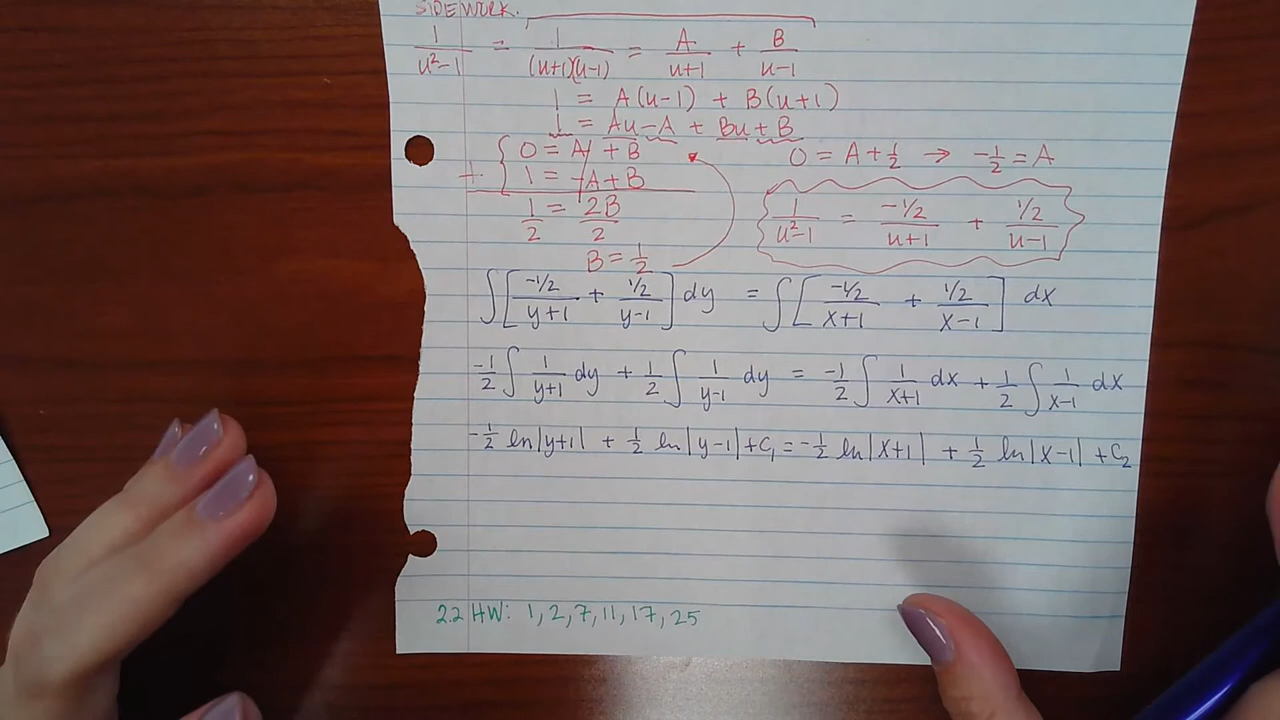 SIDEWORK.
1/(u²-1) = 1/((u+1)(u-1)) = A/(u+1) + B/(u-1)
1 = A(u-1) + B(u+1)
1 = Au-A + Bu+B
0 = A + B
+ 1 = -A+B
1/2 = 2B/2
B = 1/2
0 = A + 1/2 → -1/2 = A
1/(u²-1) = (-1/2)/(u+1) + (1/2)/(u-1)
∫[(-1/2)/(y+1) + (1/2)/(y-1)] dy = ∫[(-1/2)/(x+1) + (1/2)/(x-1)] dx
-1/2 ∫ 1/(y+1) dy + 1/2 ∫ 1/(y-1) dy = -1/2 ∫ 1/(x+1) dx + 1/2 ∫ 1/(x-1) dx
-1/2 ln|y+1| + 1/2 ln|y-1| + C₁ = -1/2 ln|x+1| + 1/2 ln|x-1| + C₂
2.2 HW: 1, 2, 7, 11, 17, 25